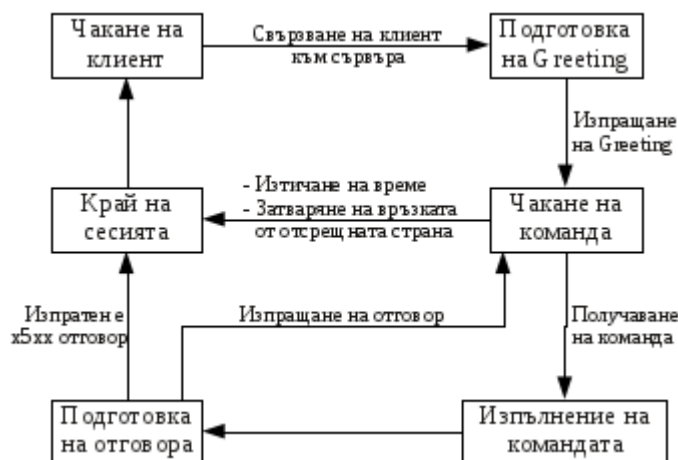 Чакане на
клиент
Свързване на клиент
към сървъра
Подготовка
на Greeting
Изпращане
на Greeting
Край на
сесията
- Изтичане на време
- Затваряне на връзката
от отсрещната страна
Чакане на
команда
Изпратен е
x5xx отговор
Изпращане на отговор
Получаване
на команда
Подготовка
на отговора
Изпълнение на
командата